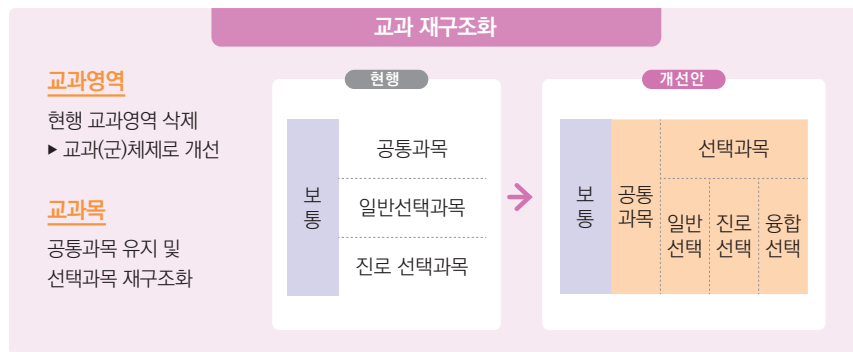 교과 재구조화
교과영역
현행 교과영역 삭제
▶ 교과(군)체제로 개선
교과목
공통과목 유지 및
선택과목 재구조화
현행
보
통
공통과목
일반선택과목
진로 선택과목
개선안
보
통
공통
과목
선택과목
일반
선택
진로
선택
융합
선택